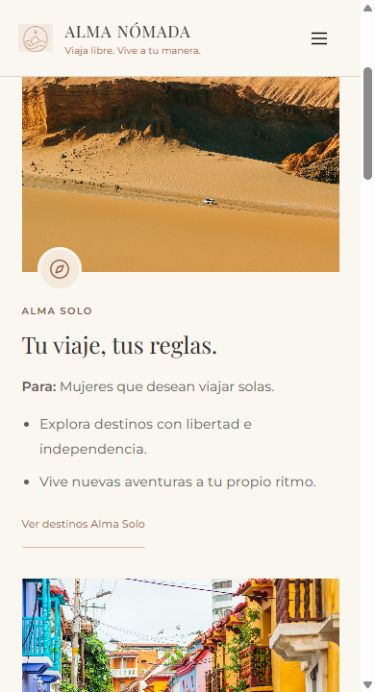 ALMA NÓMADA
Viaja libre. Vive a tu manera.
ALMA SOLO
Tu viaje, tus reglas.
Para: Mujeres que desean viajar solas.
Explora destinos con libertad e
independencia.
Vive nuevas aventuras a tu propio ritmo.
Ver destinos Alma Solo